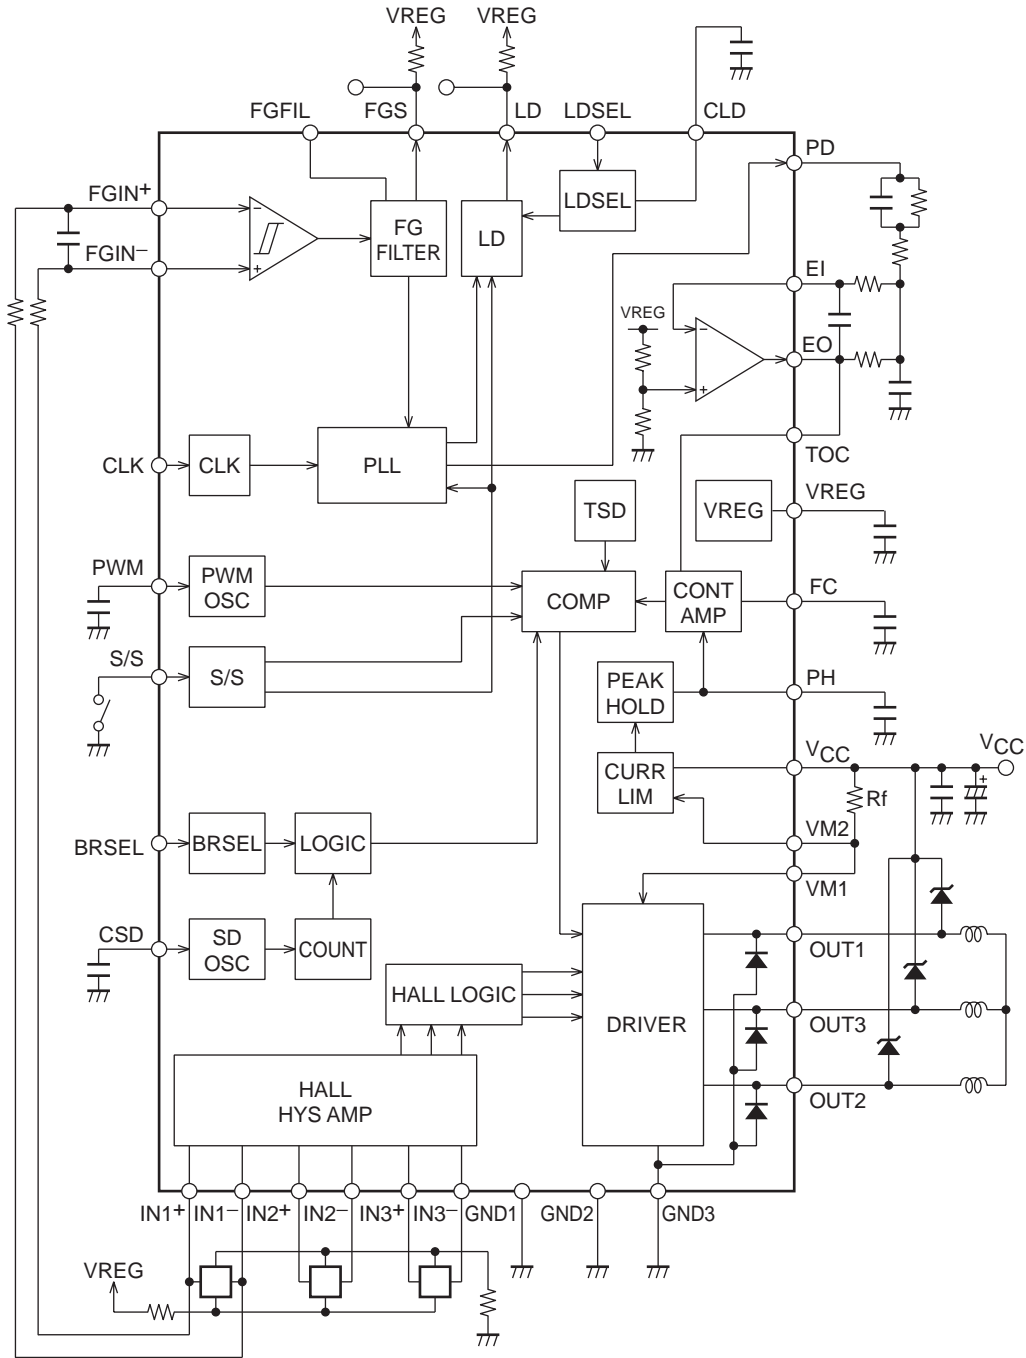 VREG VREG
FGFIL FGS LD LDSEL CLD
PD
FGIN+
LDSEL
FG
FILTER
LD
FGIN−
−
+
EI
VREG
−
+
EO
TOC
CLK
CLK
PLL
VREG
TSD
VREG
PWM
PWM
OSC
COMP
CONT
AMP
FC
S/S
S/S
PEAK
HOLD
PH
VCC
VCC
CURR
LIM
Rf
+
VM2
BRSEL
BRSEL
LOGIC
VM1
CSD
SD
OSC
COUNT
OUT1
HALL LOGIC
DRIVER
OUT3
HALL
HYS AMP
OUT2
IN1+ IN1− IN2+ IN2− IN3+ IN3− GND1 GND2 GND3
VREG